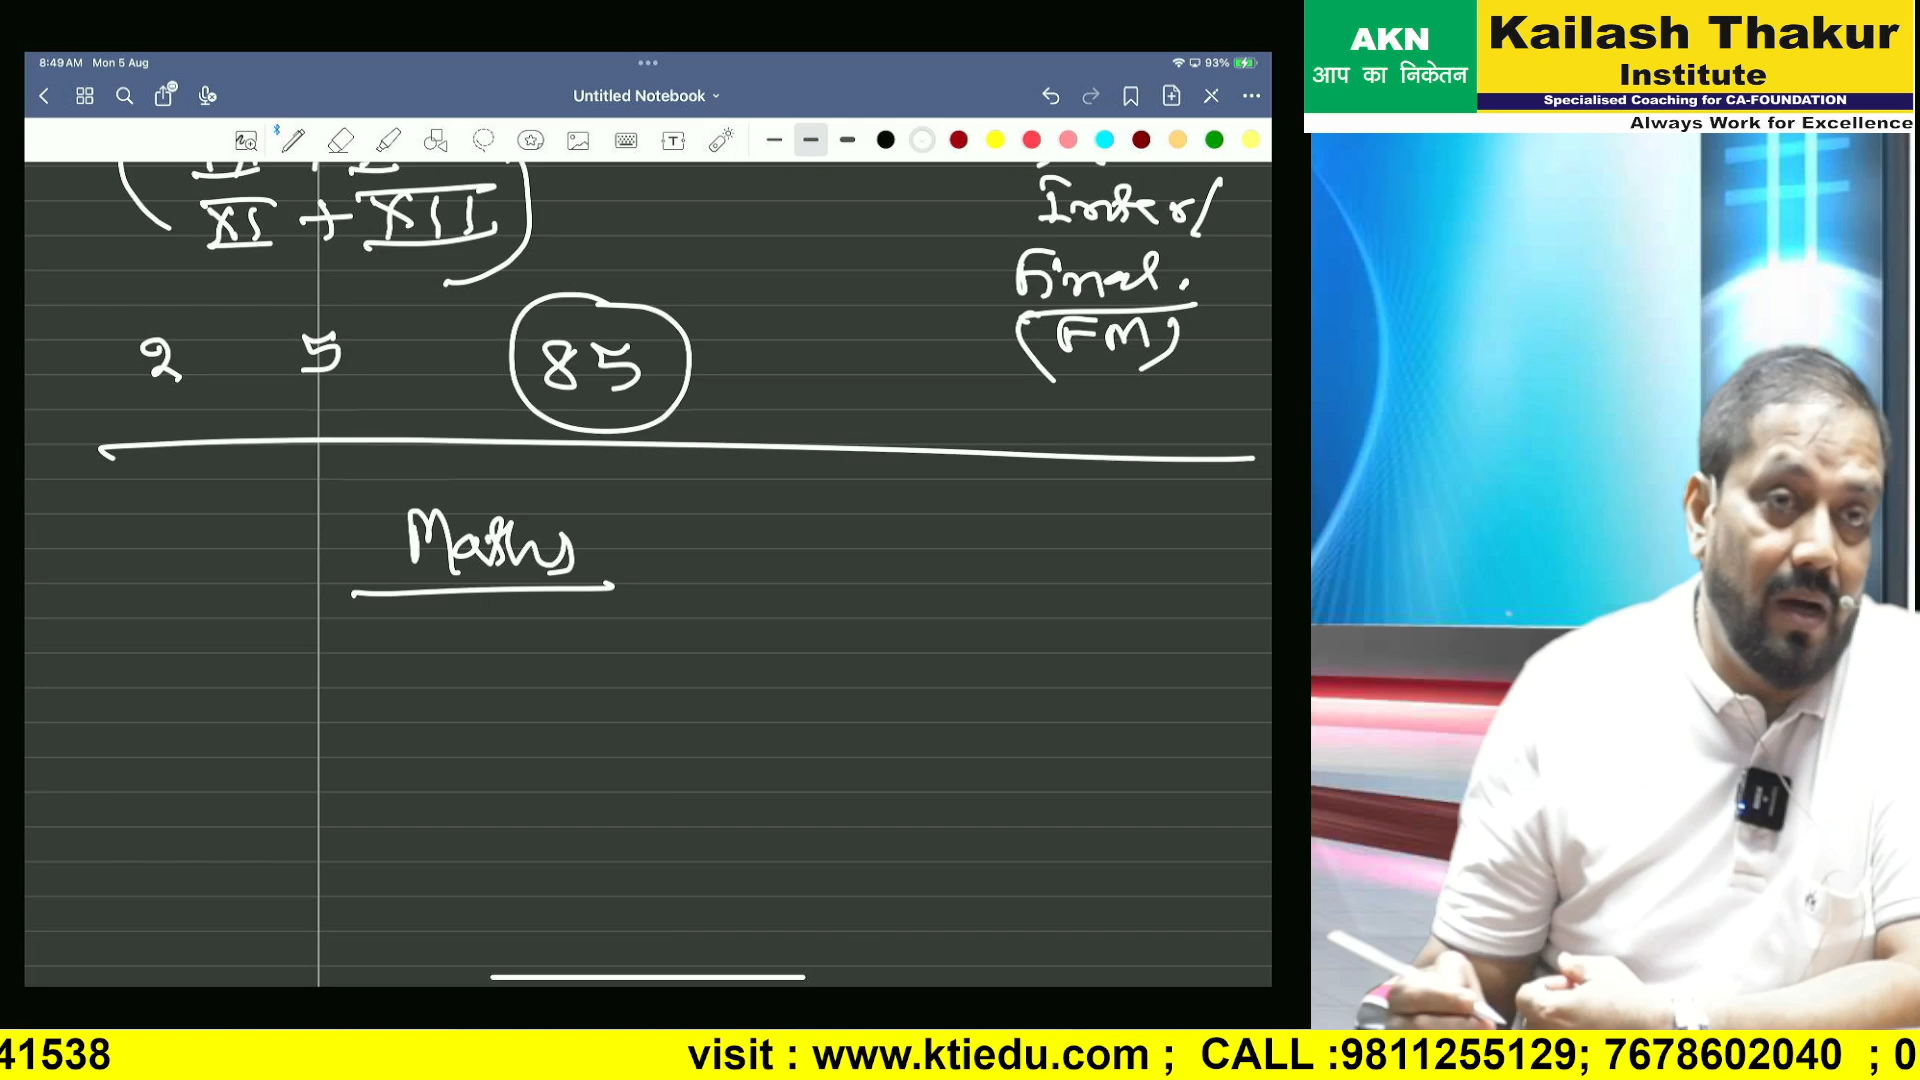 8:49 AM Mon 5 Aug
93%
Untitled Notebook
XI + XII
Inter/
Final.
(FM)
2 5 85
Maths
AKN
आप का निकेतन
Kailash Thakur
Institute
Specialised Coaching for CA-FOUNDATION
Always Work for Excellence
41538 visit : www.ktiedu.com ; CALL :9811255129; 7678602040 ; 0